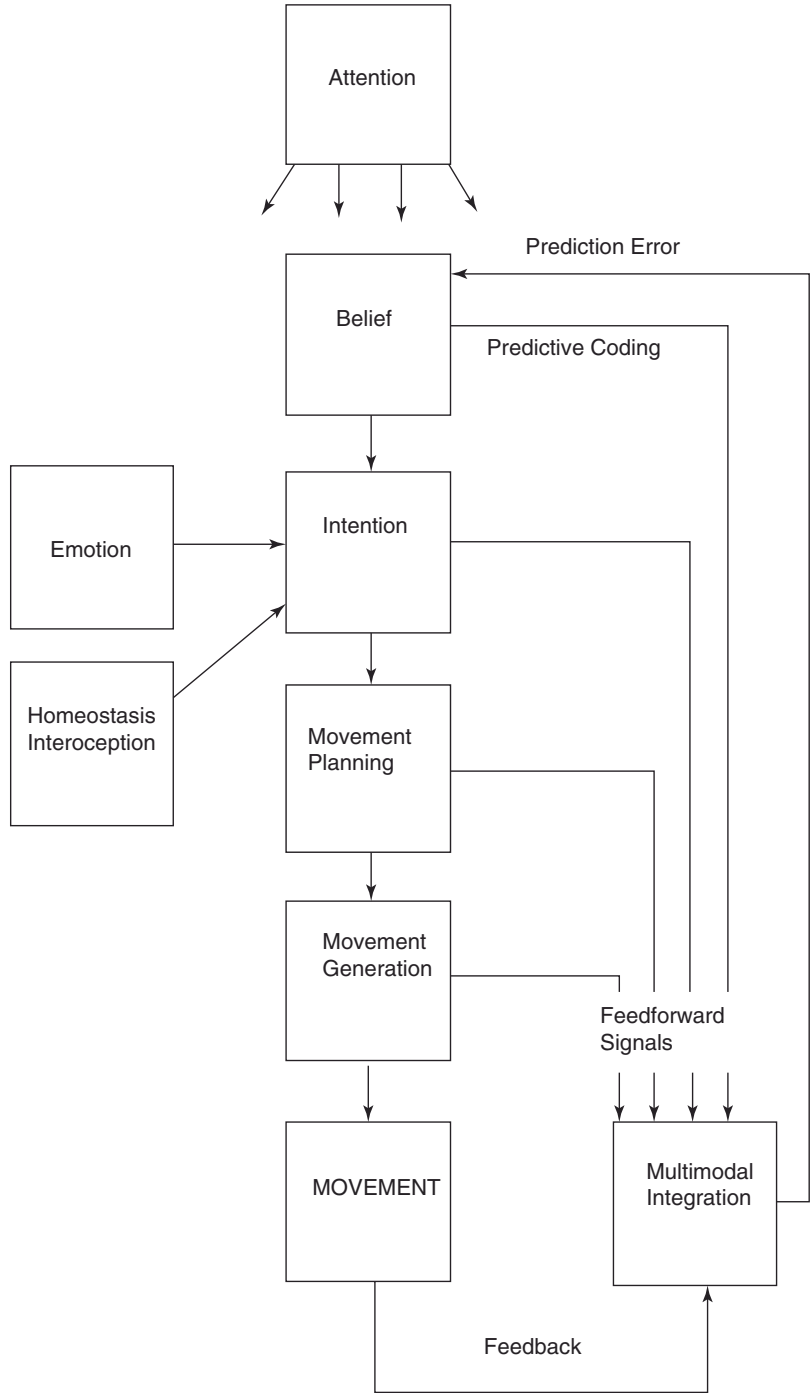 Attention
Prediction Error
Belief
Predictive Coding
Intention
Emotion
Homeostasis
Interoception
Movement
Planning
Movement
Generation
Feedforward
Signals
MOVEMENT
Multimodal
Integration
Feedback